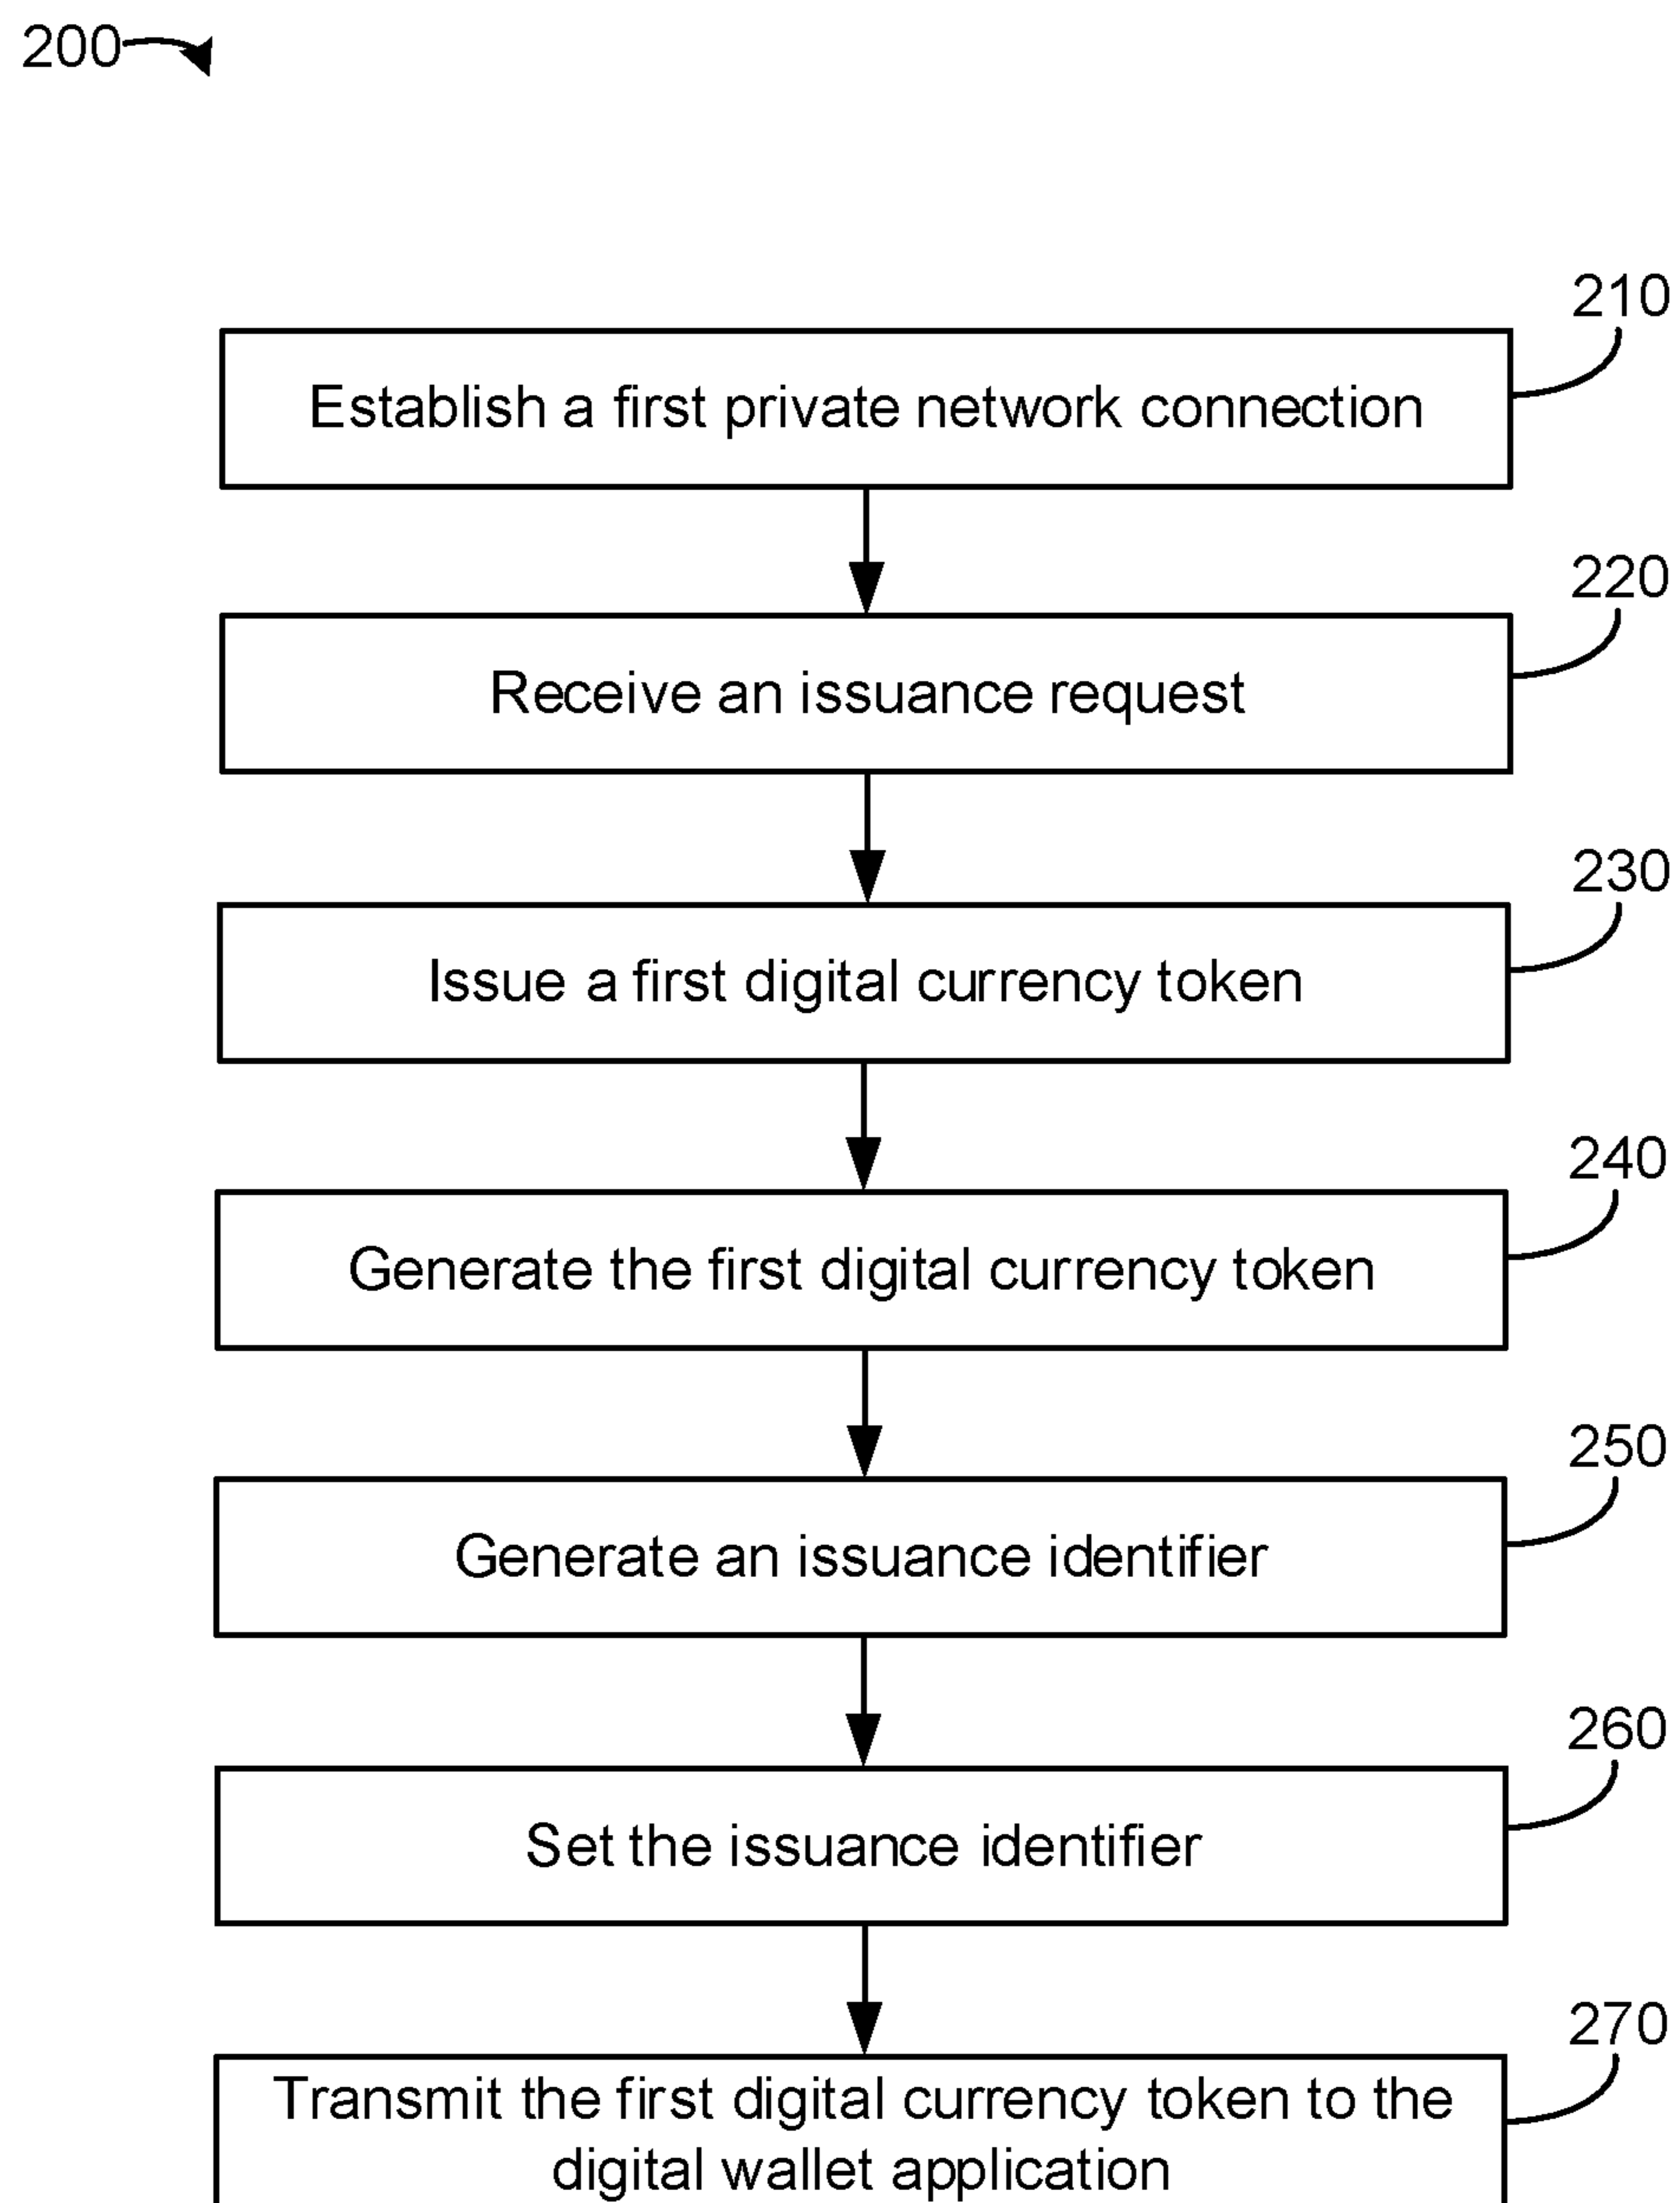 200
210
Establish a first private network connection
220
Receive an issuance request
230
Issue a first digital currency token
240
Generate the first digital currency token
250
Generate an issuance identifier
260
Set the issuance identifier
270
Transmit the first digital currency token to the
digital wallet application